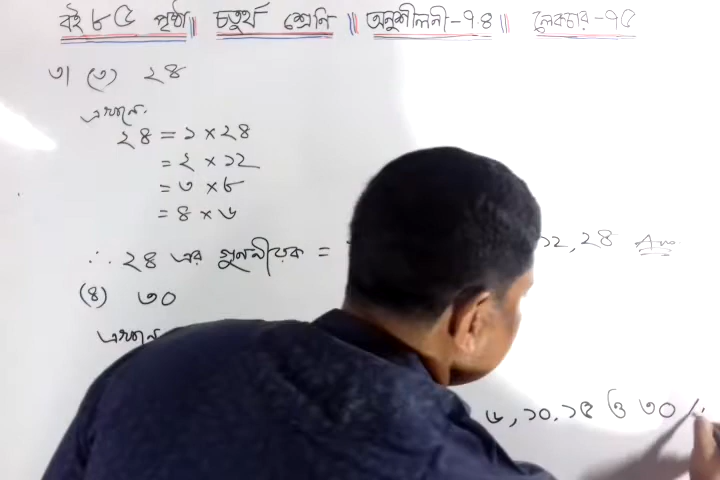 বই ৮৫ পৃষ্ঠা || চতুর্থ শ্রেণি || অনুশীলনী-৭৪ || লেকচার-৭৫
৩। (৩) ২৪
এখানে,
২৪ = ১ × ২৪
= ২ × ১২
= ৩ × ৮
= ৪ × ৬
∴ ২৪ এর গুণনীয়ক = ১২, ২৪ Ans
(৪) ৩০
এখানে
৬, ১০, ১৫ ও ৩০